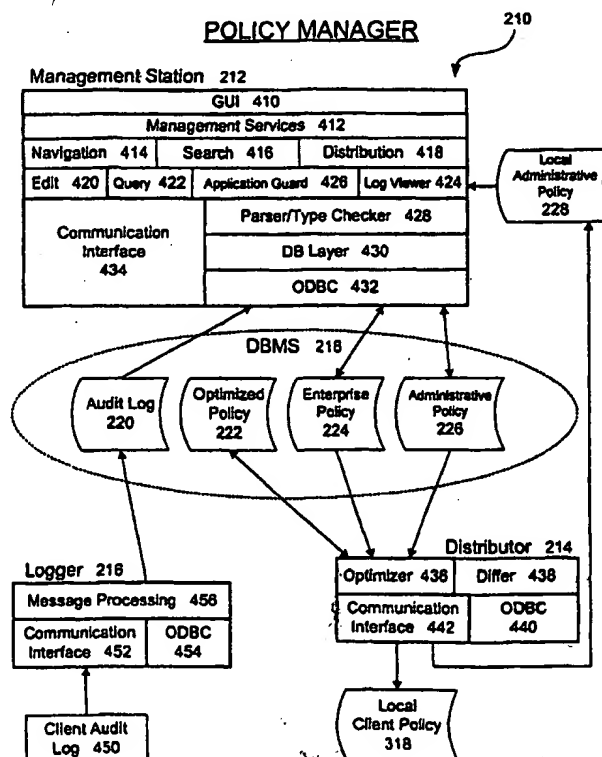 POLICY MANAGER
210
Management Station 212
GUI 410
Management Services 412
Navigation 414
Search 416
Distribution 418
Edit 420
Query 422
Application Guard 426
Log Viewer 424
Local
Administrative
Policy
228
Communication
Interface
434
Parser/Type Checker 428
DB Layer 430
ODBC 432
DBMS 218
Audit Log
220
Optimized
Policy
222
Enterprise
Policy
224
Administrative
Policy
226
Logger 216
Message Processing 456
Communication
Interface 452
ODBC
454
Client Audit
Log 450
Distributor 214
Optimizer 436
Differ 438
Communication
Interface 442
ODBC
440
Local
Client Policy
318